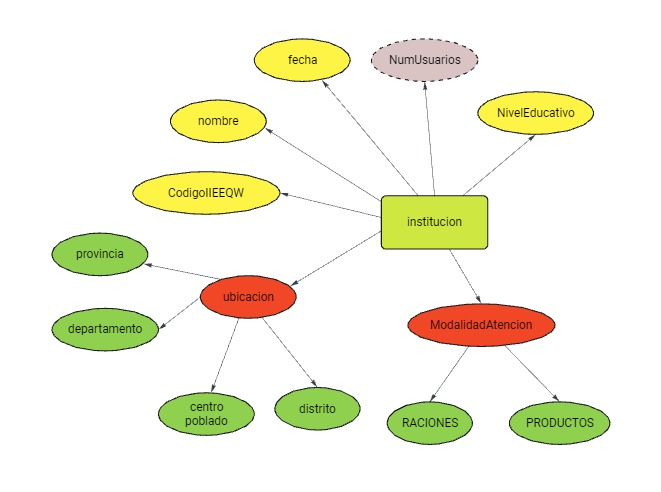 fecha
NumUsuarios
NivelEducativo
nombre
CodigoIIEEQW
institucion
provincia
ubicacion
departamento
ModalidadAtencion
centro
poblado
distrito
RACIONES
PRODUCTOS